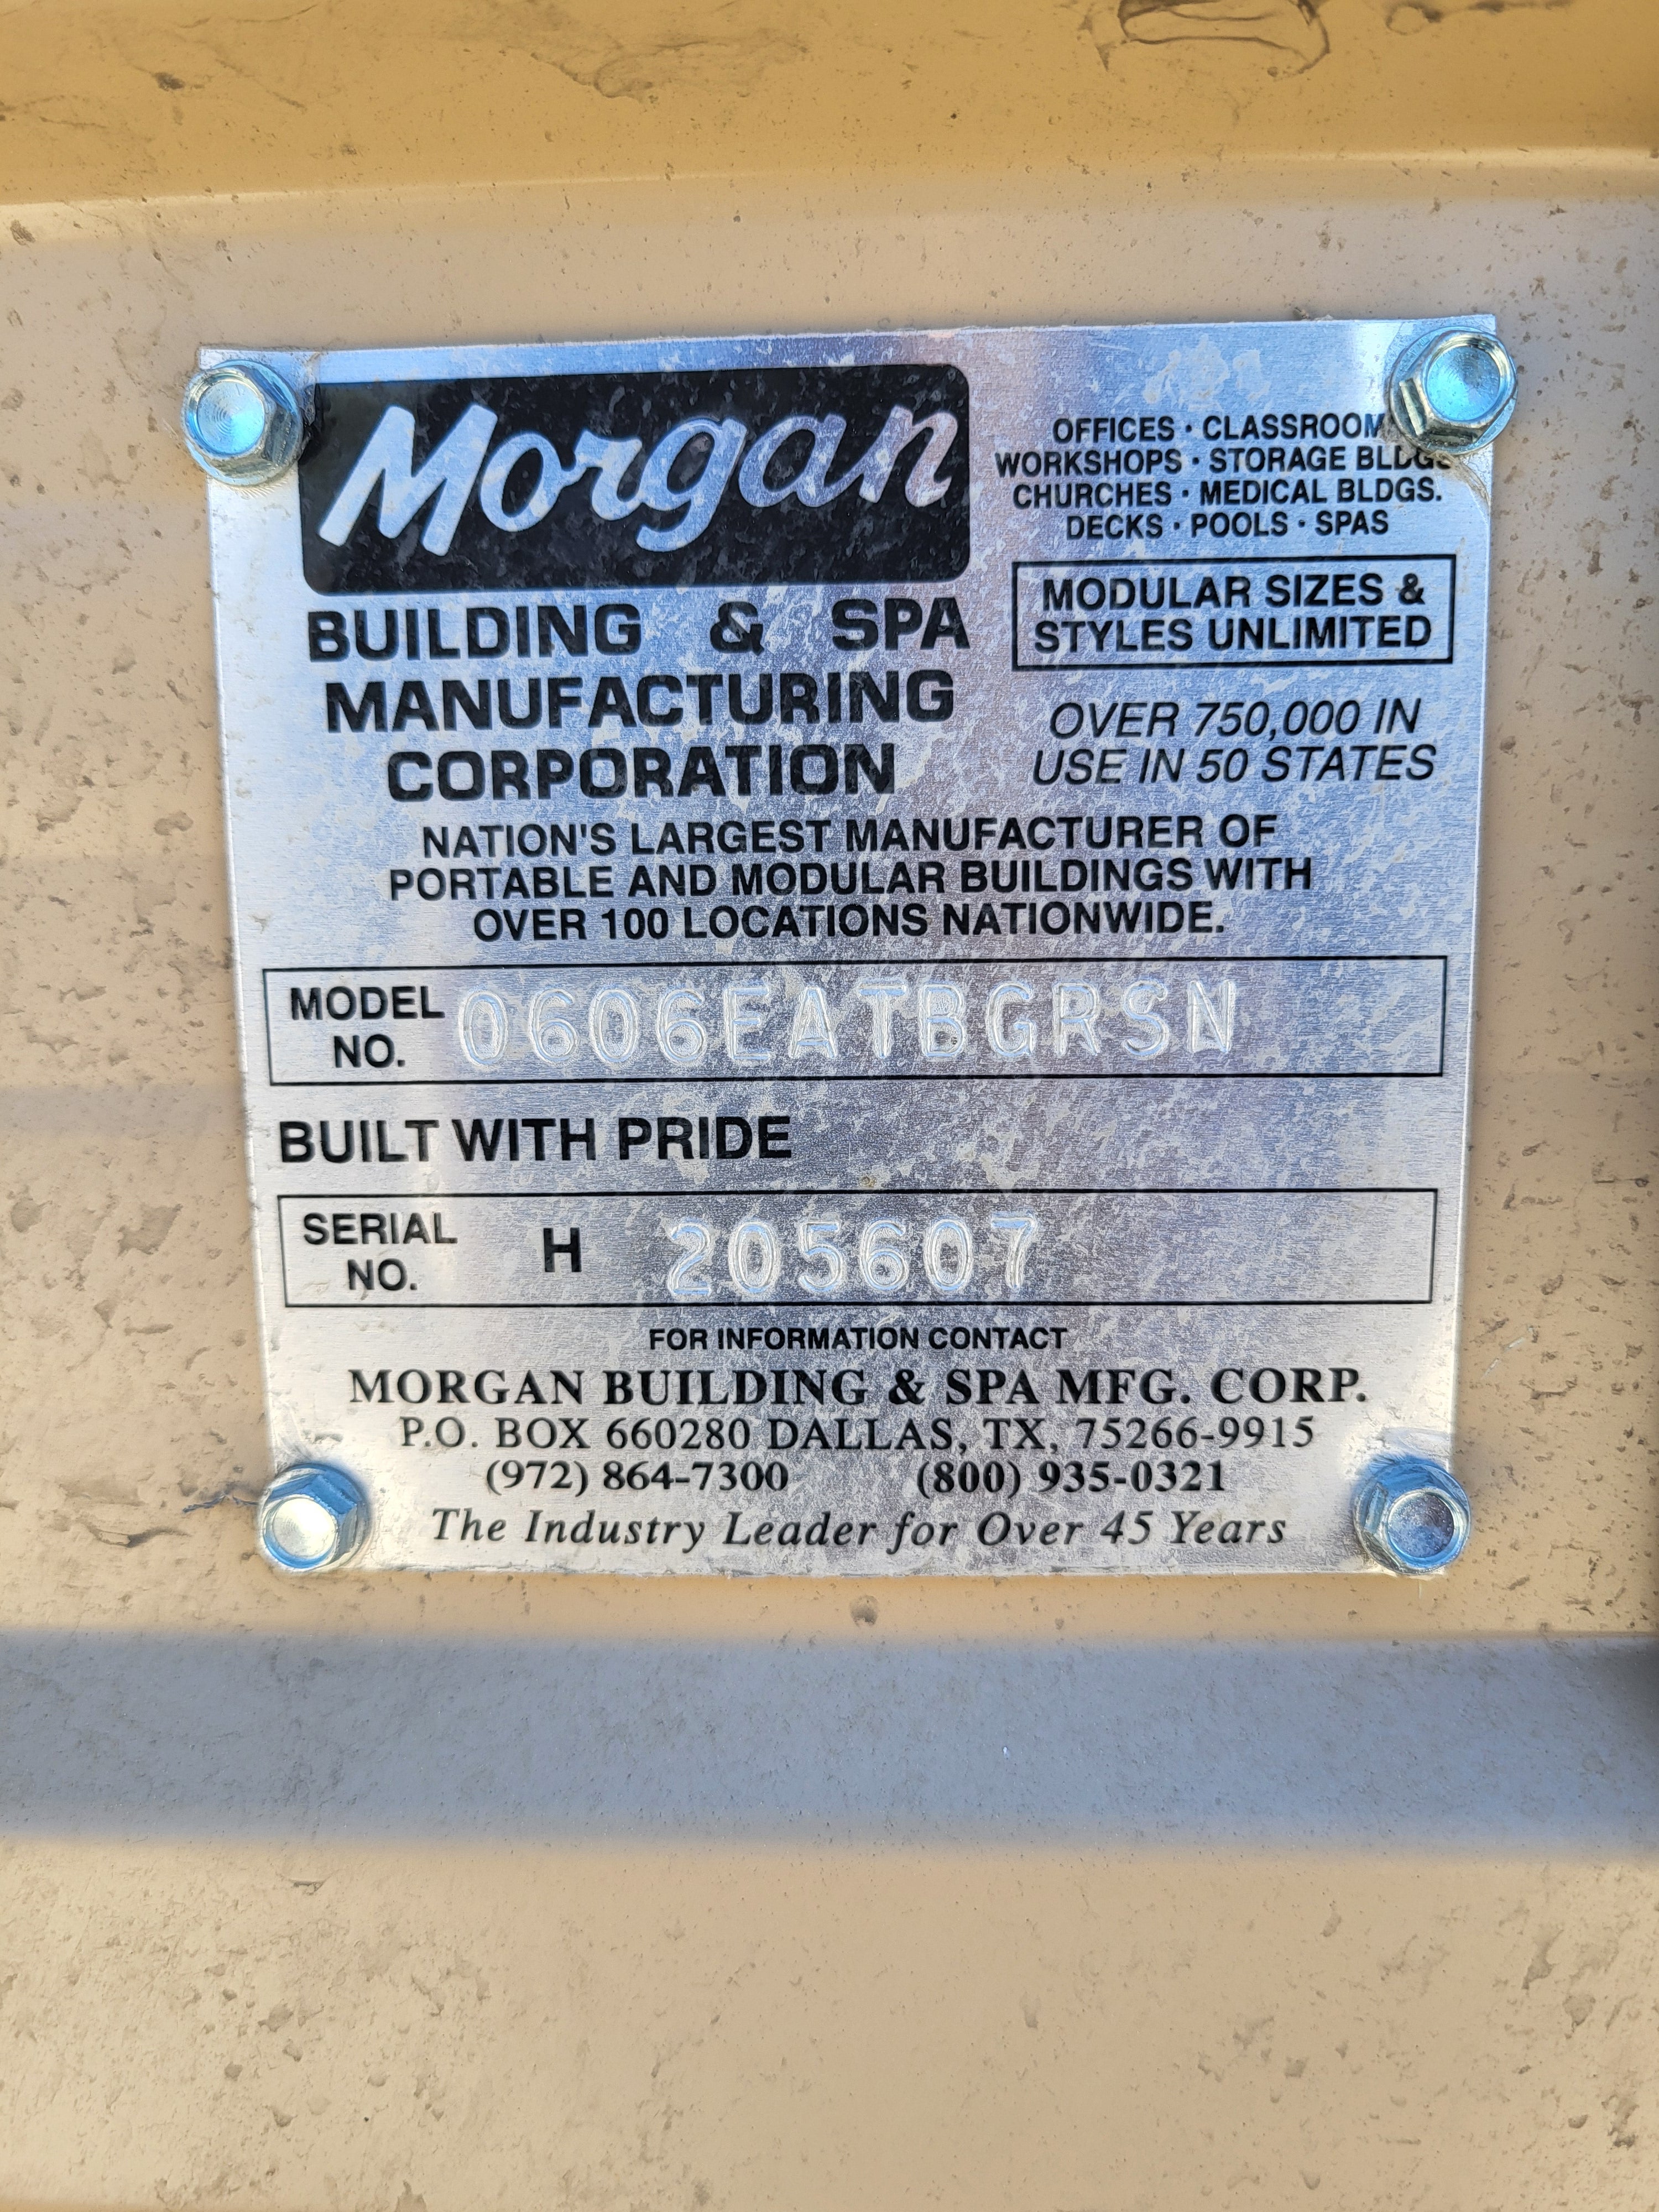 Morgan
BUILDING & SPA
MANUFACTURING
CORPORATION
OFFICES · CLASSROOM
WORKSHOPS · STORAGE BLDGS
CHURCHES · MEDICAL BLDGS.
DECKS · POOLS · SPAS
MODULAR SIZES &
STYLES UNLIMITED
OVER 750,000 IN
USE IN 50 STATES
NATION'S LARGEST MANUFACTURER OF
PORTABLE AND MODULAR BUILDINGS WITH
OVER 100 LOCATIONS NATIONWIDE.
MODEL
NO. 0606EATBGRSN
BUILT WITH PRIDE
SERIAL
NO. H 205607
FOR INFORMATION CONTACT
MORGAN BUILDING & SPA MFG. CORP.
P.O. BOX 660280 DALLAS, TX, 75266-9915
(972) 864-7300 (800) 935-0321
The Industry Leader for Over 45 Years